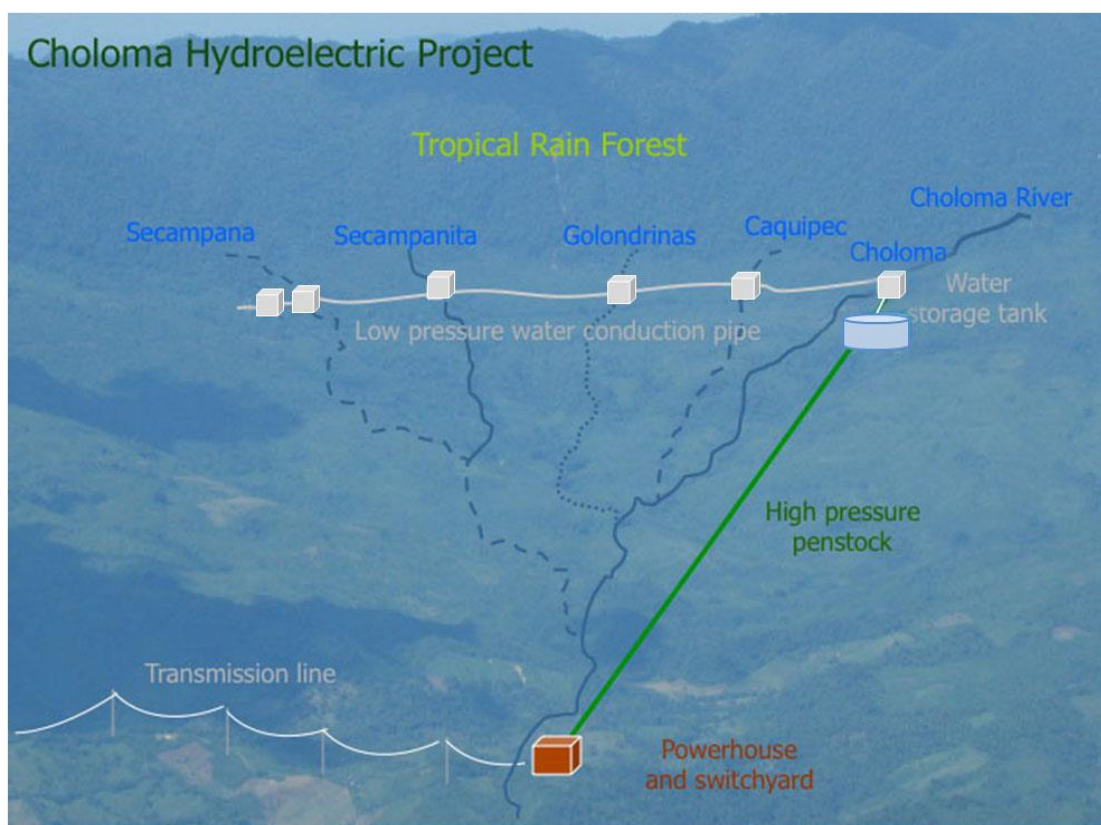 Choloma Hydroelectric Project
Tropical Rain Forest
Choloma River
Secampana
Secampanita
Golondrinas
Caquipec
Choloma
Water
storage tank
Low pressure water conduction pipe
High pressure
penstock
Transmission line
Powerhouse
and switchyard